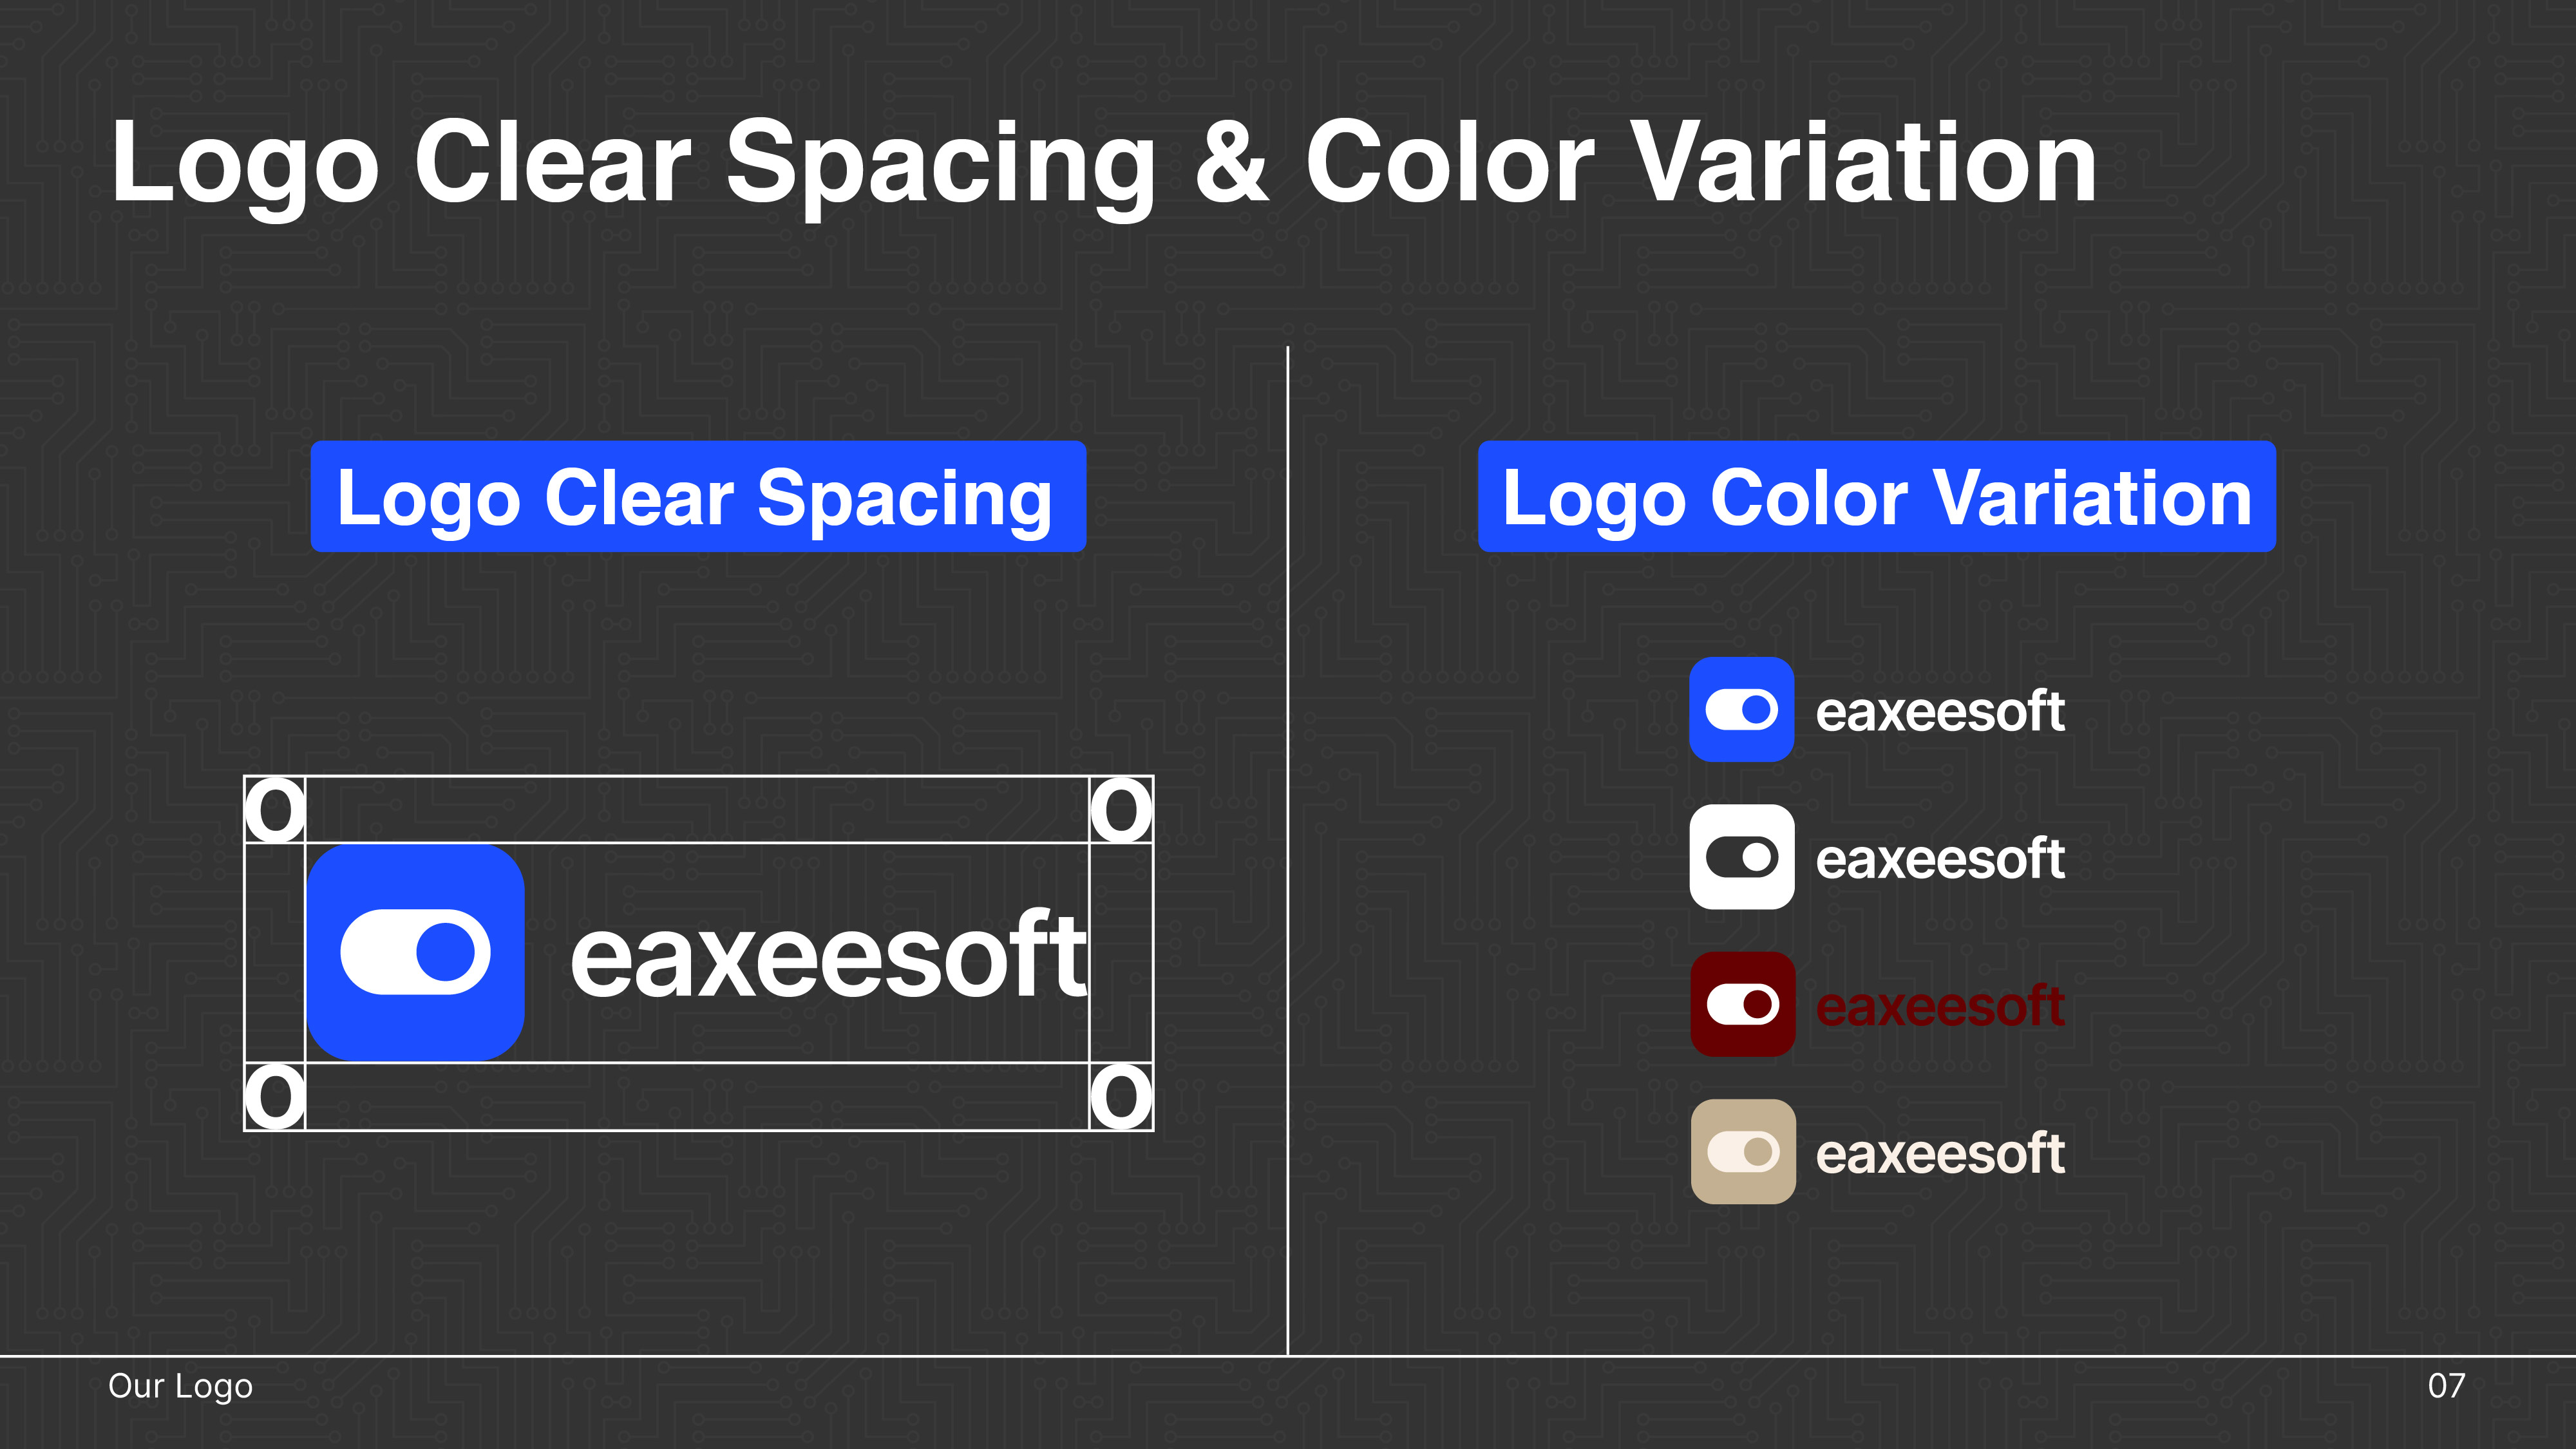 Logo Clear Spacing & Color Variation
Logo Clear Spacing
O O
eaxeesoft
O O
Logo Color Variation
eaxeesoft
eaxeesoft
eaxeesoft
eaxeesoft
Our Logo
07